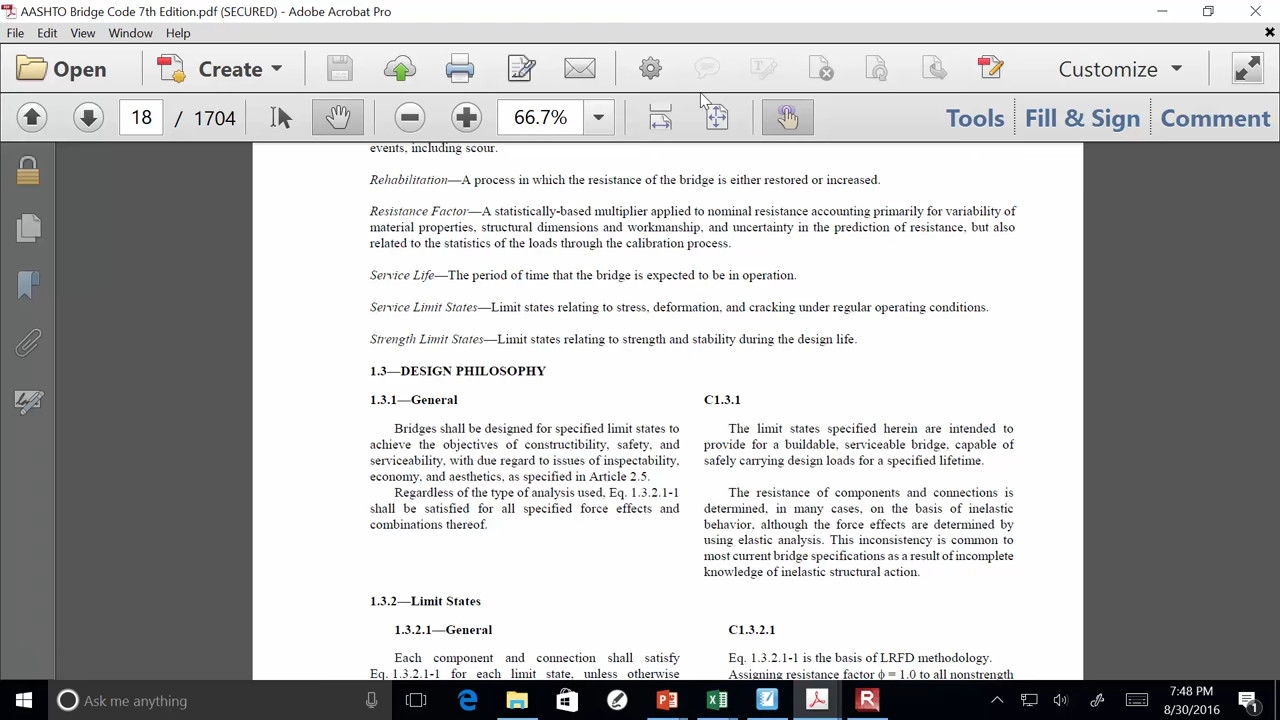 AASHTO Bridge Code 7th Edition.pdf (SECURED) - Adobe Acrobat Pro
File Edit View Window Help
Open Create Customize
18 / 1704 66.7% Tools Fill & Sign Comment
events, including scour.
Rehabilitation—A process in which the resistance of the bridge is either restored or increased.
Resistance Factor—A statistically-based multiplier applied to nominal resistance accounting primarily for variability of
material properties, structural dimensions and workmanship, and uncertainty in the prediction of resistance, but also
related to the statistics of the loads through the calibration process.
Service Life—The period of time that the bridge is expected to be in operation.
Service Limit States—Limit states relating to stress, deformation, and cracking under regular operating conditions.
Strength Limit States—Limit states relating to strength and stability during the design life.
1.3—DESIGN PHILOSOPHY
1.3.1—General
Bridges shall be designed for specified limit states to
achieve the objectives of constructibility, safety, and
serviceability, with due regard to issues of inspectability,
economy, and aesthetics, as specified in Article 2.5.
Regardless of the type of analysis used, Eq. 1.3.2.1-1
shall be satisfied for all specified force effects and
combinations thereof.
C1.3.1
The limit states specified herein are intended to
provide for a buildable, serviceable bridge, capable of
safely carrying design loads for a specified lifetime.
The resistance of components and connections is
determined, in many cases, on the basis of inelastic
behavior, although the force effects are determined by
using elastic analysis. This inconsistency is common to
most current bridge specifications as a result of incomplete
knowledge of inelastic structural action.
1.3.2—Limit States
1.3.2.1—General
Each component and connection shall satisfy
Eq. 1.3.2.1-1 for each limit state, unless otherwise
C1.3.2.1
Eq. 1.3.2.1-1 is the basis of LRFD methodology.
Assigning resistance factor ϕ = 1.0 to all nonstrength
Ask me anything
7:48 PM
8/30/2016
1